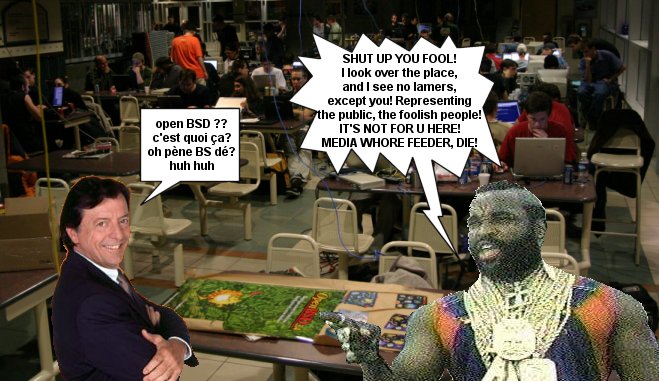 open BSD ??
c'est quoi ça?
oh pène BS dé?
huh huh
SHUT UP YOU FOOL!
I look over the place,
and I see no lamers,
except you! Representing
the public, the foolish people!
IT'S NOT FOR U HERE!
MEDIA WHORE FEEDER, DIE!